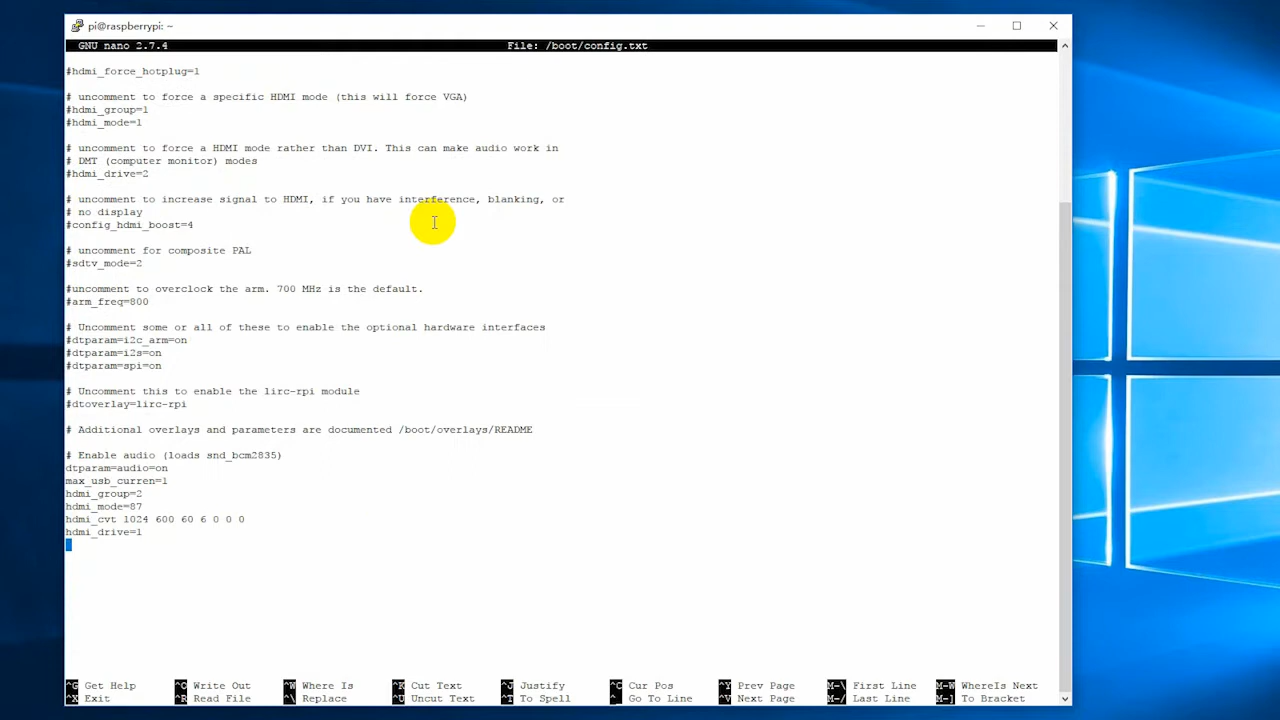 pi@raspberrypi: ~
GNU nano 2.7.4 File: /boot/config.txt
#hdmi_force_hotplug=1
# uncomment to force a specific HDMI mode (this will force VGA)
#hdmi_group=1
#hdmi_mode=1
# uncomment to force a HDMI mode rather than DVI. This can make audio work in
# DMT (computer monitor) modes
#hdmi_drive=2
# uncomment to increase signal to HDMI, if you have interference, blanking, or
# no display
#config_hdmi_boost=4
# uncomment for composite PAL
#sdtv_mode=2
#uncomment to overclock the arm. 700 MHz is the default.
#arm_freq=800
# Uncomment some or all of these to enable the optional hardware interfaces
#dtparam=i2c_arm=on
#dtparam=i2s=on
#dtparam=spi=on
# Uncomment this to enable the lirc-rpi module
#dtoverlay=lirc-rpi
# Additional overlays and parameters are documented /boot/overlays/README
# Enable audio (loads snd_bcm2835)
dtparam=audio=on
max_usb_curren=1
hdmi_group=2
hdmi_mode=87
hdmi_cvt 1024 600 60 6 0 0 0
hdmi_drive=1
^G Get Help ^O Write Out ^W Where Is ^K Cut Text ^J Justify ^C Cur Pos ^Y Prev Page M-\ First Line M-W WhereIs Next
^X Exit ^R Read File ^\ Replace ^U Uncut Text ^T To Spell ^_ Go To Line ^V Next Page M-/ Last Line M-] To Bracket